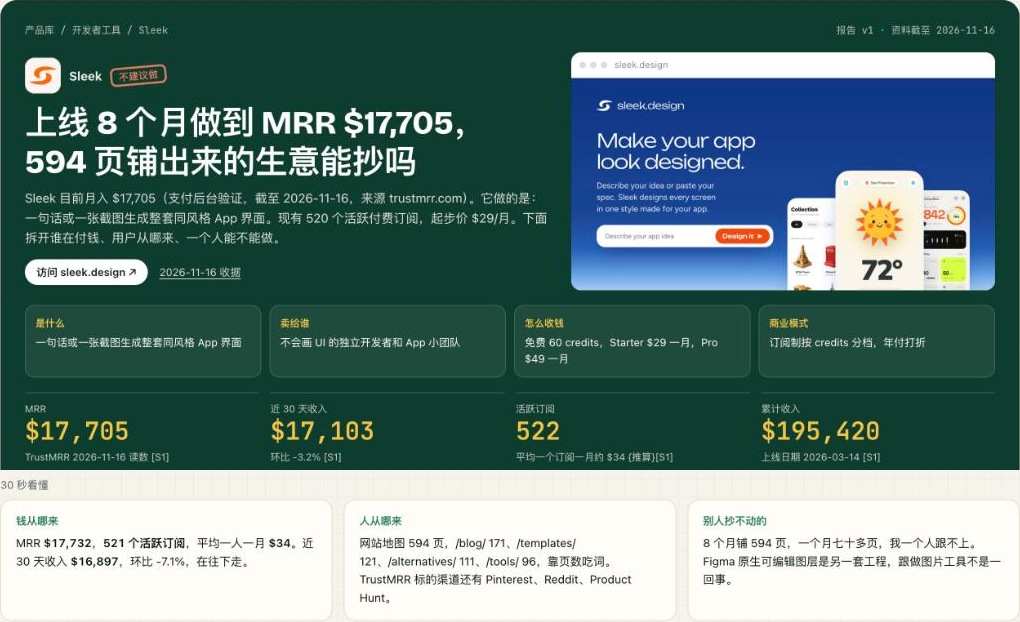 产品库 / 开发者工具 / Sleek
报告 v1 · 资料截至 2026-11-16
Sleek
不建议做
上线 8 个月做到 MRR $17,705，
594 页铺出来的生意能抄吗
Sleek 目前月入 $17,705（支付后台验证，截至 2026-11-16，来源 trustmrr.com）。它做的是：
一句话或一张截图生成整套同风格 App 界面。现有 520 个活跃付费订阅，起步价 $29/月。下面
拆开谁在付钱、用户从哪来、一个人能不能做。
访问 sleek.design ↗
2026-11-16 收据
sleek.design
sleek.design
Make your app
look designed.
Describe your idea or paste your
spec. Sleek designs every screen
in one style made for your app.
Describe your app idea
Design it
Collection
San Francisco
72°
842
是什么
一句话或一张截图生成整套同风格 App 界面
卖给谁
不会画 UI 的独立开发者和 App 小团队
怎么收钱
免费 60 credits，Starter $29 一月，Pro
$49 一月
商业模式
订阅制按 credits 分档，年付打折
MRR
$17,705
TrustMRR 2026-11-16 读数 [S1]
近 30 天收入
$17,103
环比 -3.2% [S1]
活跃订阅
522
平均一个订阅一月约 $34 (推算)[S1]
累计收入
$195,420
上线日期 2026-03-14 [S1]
30 秒看懂
钱从哪来
MRR $17,732，521 个活跃订阅，平均一人一月 $34。近
30 天收入 $16,897，环比 -7.1%，在往下走。
人从哪来
网站地图 594 页，/blog/ 171、/templates/
121、/alternatives/ 111、/tools/ 96，靠页数吃词。
TrustMRR 标的渠道还有 Pinterest、Reddit、Product
Hunt。
别人抄不动的
8 个月铺 594 页，一个月七十多页，我一个人跟不上。
Figma 原生可编辑图层是另一套工程，跟做图片工具不是一
回事。